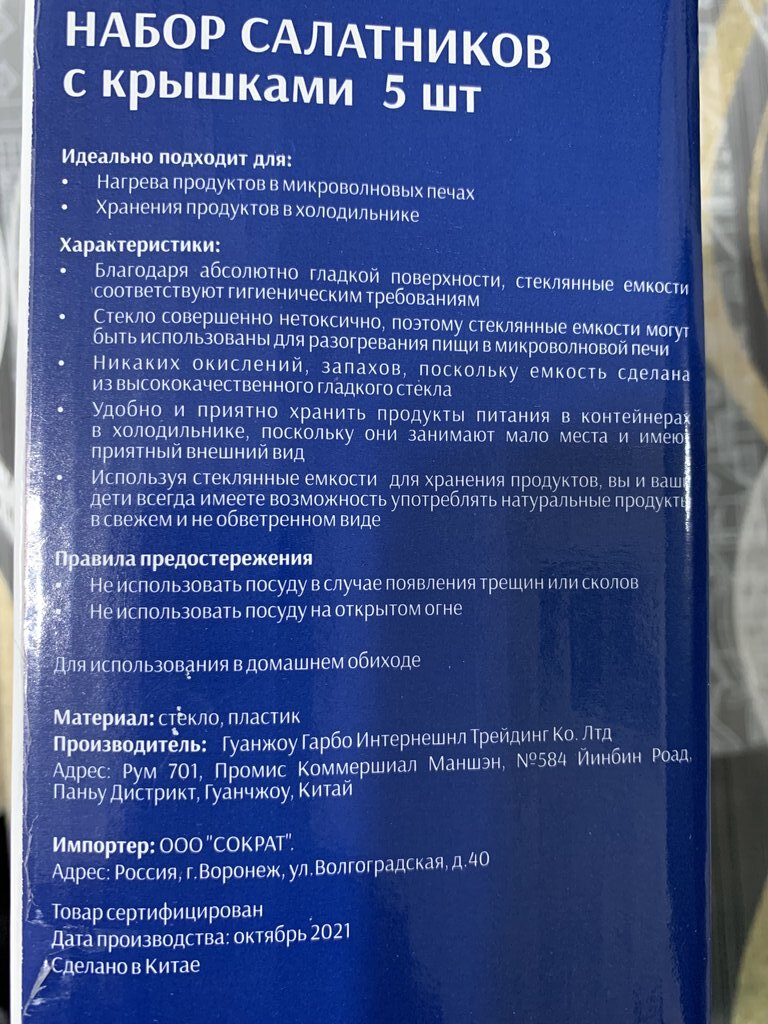 НАБОР САЛАТНИКОВ
с крышками 5 шт
Идеально подходит для:
• Нагрева продуктов в микроволновых печах
• Хранения продуктов в холодильнике
Характеристики:
• Благодаря абсолютно гладкой поверхности, стеклянные емкости
соответствуют гигиеническим требованиям
• Стекло совершенно нетоксично, поэтому стеклянные емкости могут
быть использованы для разогревания пищи в микроволновой печи
• Никаких окислений, запахов, поскольку емкость сделана
из высококачественного гладкого стекла
• Удобно и приятно хранить продукты питания в контейнерах
в холодильнике, поскольку они занимают мало места и имею
приятный внешний вид
• Используя стеклянные емкости для хранения продуктов, вы и ваши
дети всегда имеете возможность употреблять натуральные продукты
в свежем и не обветренном виде
Правила предостережения
• Не использовать посуду в случае появления трещин или сколов
• Не использовать посуду на открытом огне
Для использования в домашнем обиходе
Материал: стекло, пластик
Производитель: Гуанжоу Гарбо Интернешнл Трейдинг Ко. Лтд
Адрес: Рум 701, Промис Коммершиал Маншэн, №584 Йинбин Роад,
Паньу Дистрикт, Гуанчжоу, Китай
Импортер: ООО "СОКРАТ".
Адрес: Россия, г.Воронеж, ул.Волгоградская, д.40
Товар сертифицирован
Дата производства: октябрь 2021
Сделано в Китае